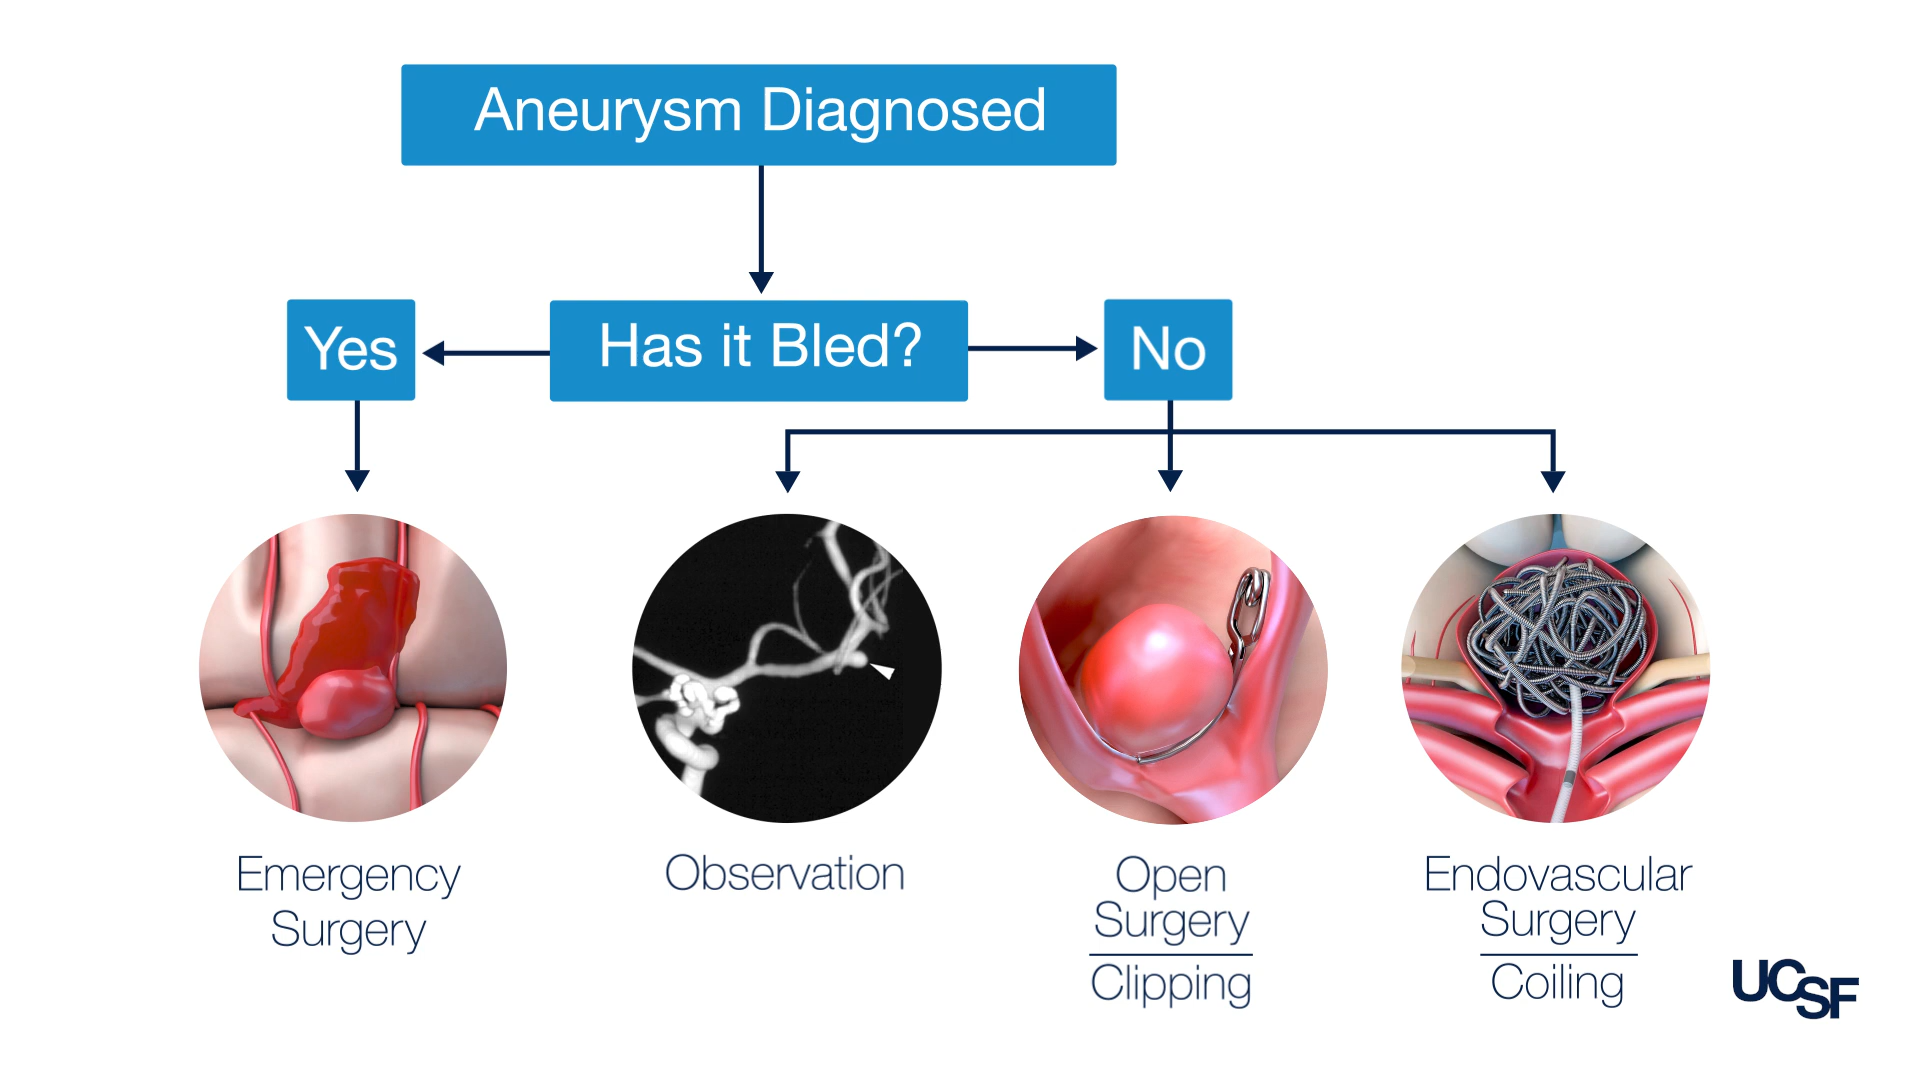 Aneurysm Diagnosed
Yes
Has it Bled?
No
Emergency
Surgery
Observation
Open
Surgery
Clipping
Endovascular
Surgery
Coiling
UCSF